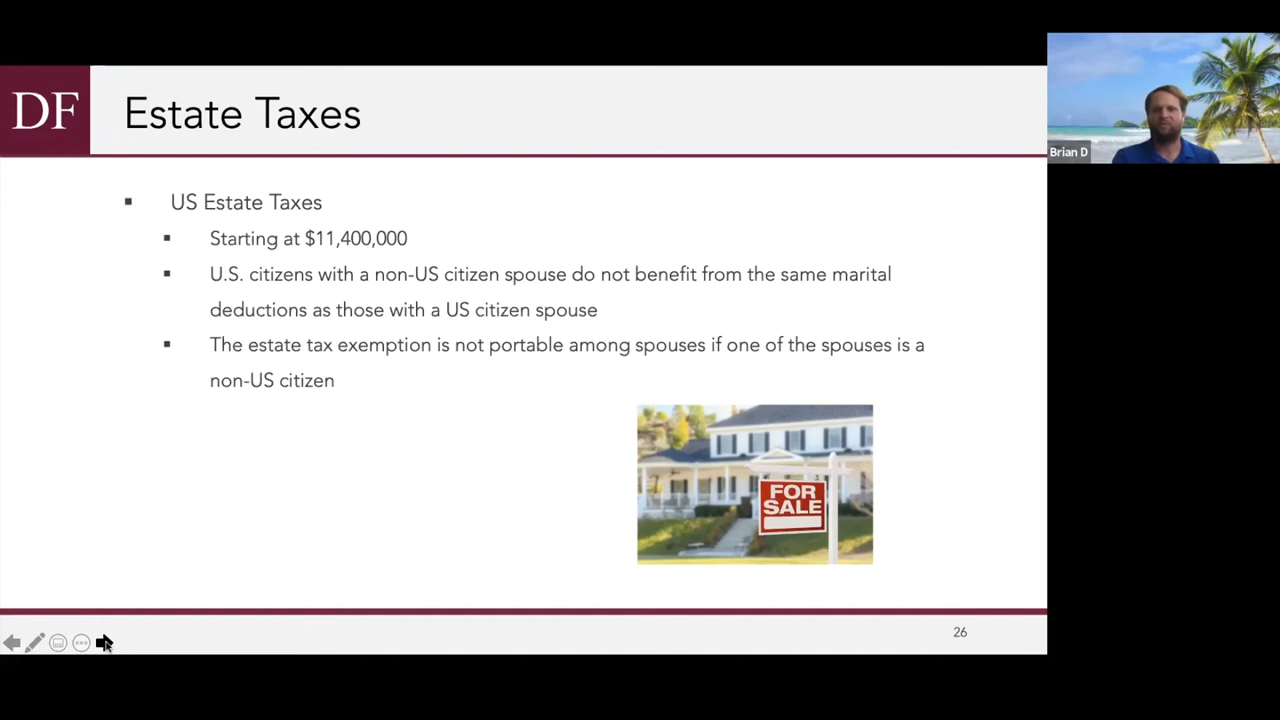 DF
Estate Taxes
Brian D
US Estate Taxes
Starting at $11,400,000
U.S. citizens with a non-US citizen spouse do not benefit from the same marital
deductions as those with a US citizen spouse
The estate tax exemption is not portable among spouses if one of the spouses is a
non-US citizen
FOR
SALE
26